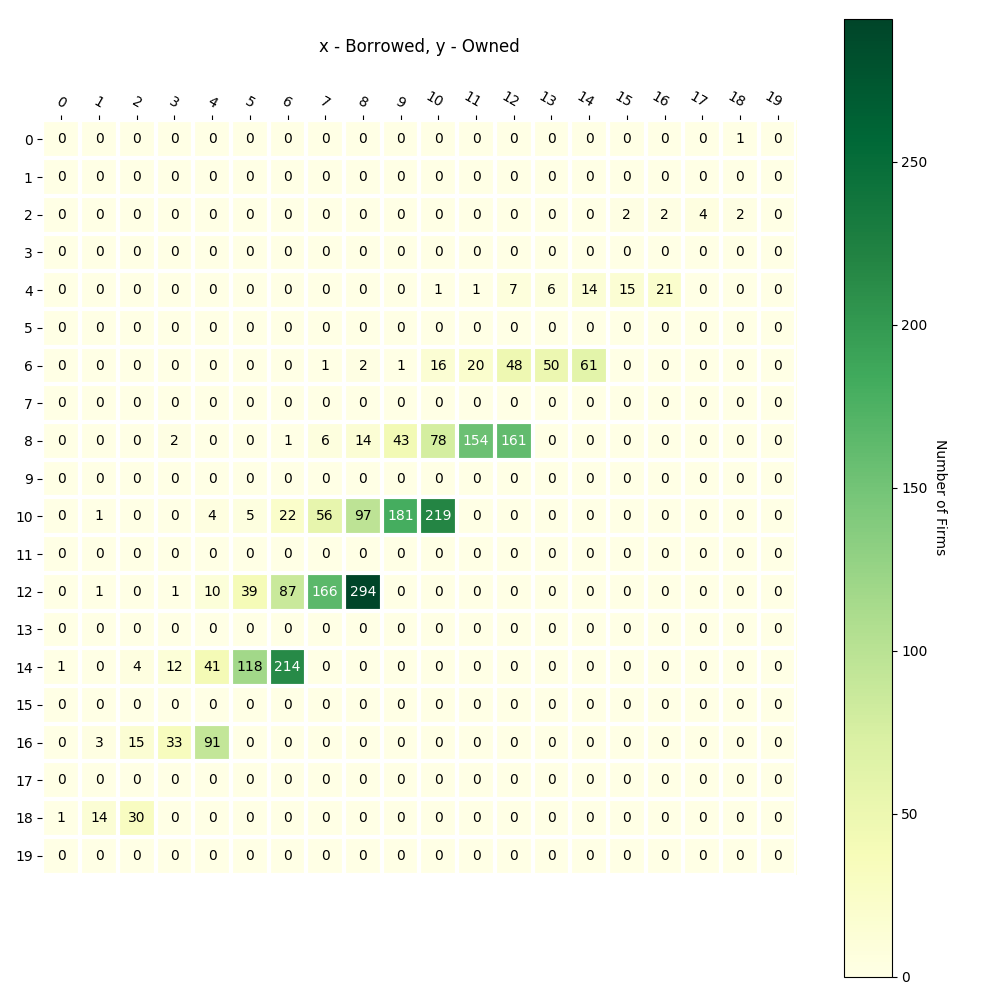 x - Borrowed, y - Owned
0 1 2 3 4 5 6 7 8 9 10 11 12 13 14 15 16 17 18 19
0 0 0 0 0 0 0 0 0 0 0 0 0 0 0 0 0 0 0 1 0
1 0 0 0 0 0 0 0 0 0 0 0 0 0 0 0 0 0 0 0 0
2 0 0 0 0 0 0 0 0 0 0 0 0 0 0 0 2 2 4 2 0
3 0 0 0 0 0 0 0 0 0 0 0 0 0 0 0 0 0 0 0 0
4 0 0 0 0 0 0 0 0 0 0 1 1 7 6 14 15 21 0 0 0
5 0 0 0 0 0 0 0 0 0 0 0 0 0 0 0 0 0 0 0 0
6 0 0 0 0 0 0 0 1 2 1 16 20 48 50 61 0 0 0 0 0
7 0 0 0 0 0 0 0 0 0 0 0 0 0 0 0 0 0 0 0 0
8 0 0 0 2 0 0 1 6 14 43 78 154 161 0 0 0 0 0 0 0
9 0 0 0 0 0 0 0 0 0 0 0 0 0 0 0 0 0 0 0 0
10 0 1 0 0 4 5 22 56 97 181 219 0 0 0 0 0 0 0 0 0
11 0 0 0 0 0 0 0 0 0 0 0 0 0 0 0 0 0 0 0 0
12 0 1 0 1 10 39 87 166 294 0 0 0 0 0 0 0 0 0 0 0
13 0 0 0 0 0 0 0 0 0 0 0 0 0 0 0 0 0 0 0 0
14 1 0 4 12 41 118 214 0 0 0 0 0 0 0 0 0 0 0 0 0
15 0 0 0 0 0 0 0 0 0 0 0 0 0 0 0 0 0 0 0 0
16 0 3 15 33 91 0 0 0 0 0 0 0 0 0 0 0 0 0 0 0
17 0 0 0 0 0 0 0 0 0 0 0 0 0 0 0 0 0 0 0 0
18 1 14 30 0 0 0 0 0 0 0 0 0 0 0 0 0 0 0 0 0
19 0 0 0 0 0 0 0 0 0 0 0 0 0 0 0 0 0 0 0 0
250
200
150
100
50
0
Number of Firms